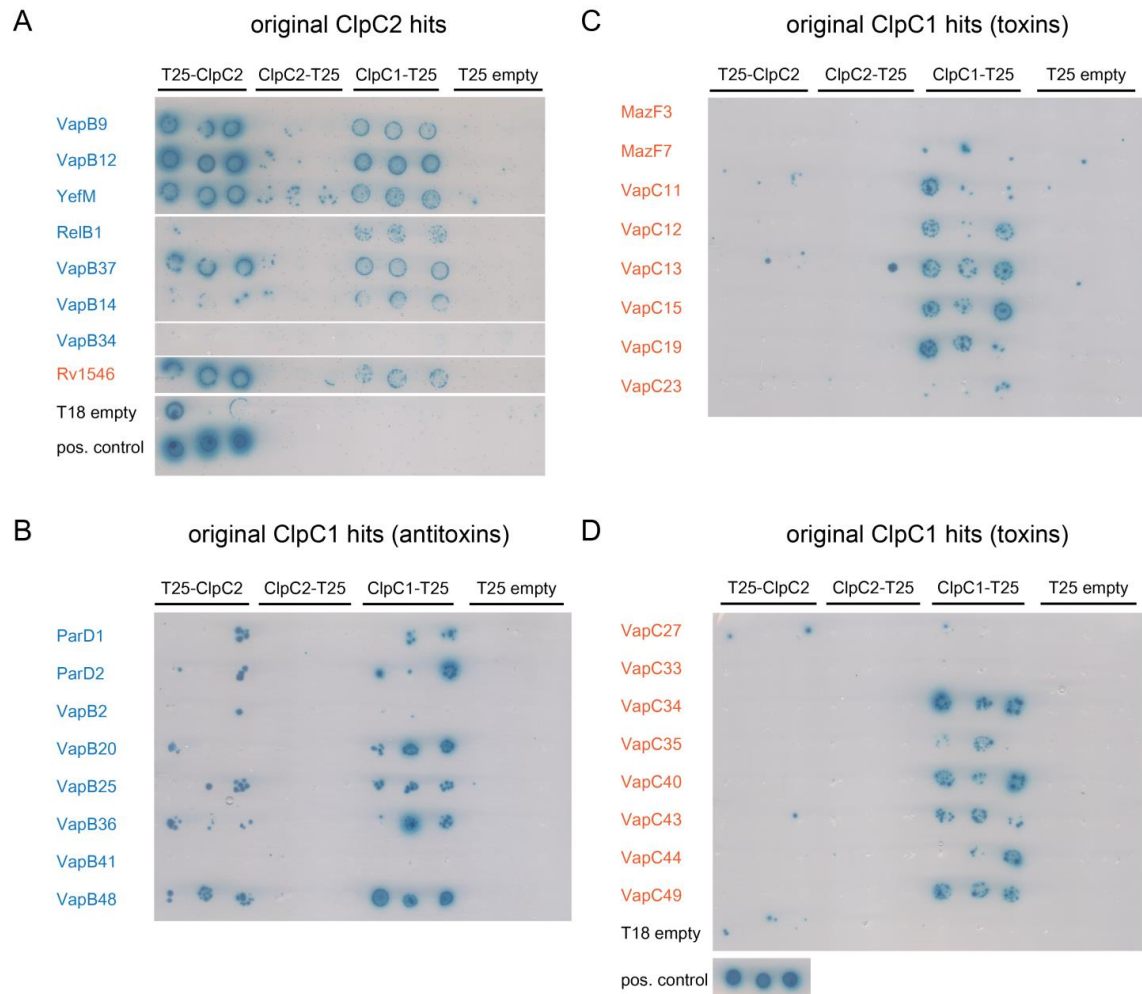 A
original ClpC2 hits
T25-ClpC2 ClpC2-T25 ClpC1-T25 T25 empty
VapB9
VapB12
YefM
RelB1
VapB37
VapB14
VapB34
Rv1546
T18 empty
pos. control
B
original ClpC1 hits (antitoxins)
T25-ClpC2 ClpC2-T25 ClpC1-T25 T25 empty
ParD1
ParD2
VapB2
VapB20
VapB25
VapB36
VapB41
VapB48
C
original ClpC1 hits (toxins)
T25-ClpC2 ClpC2-T25 ClpC1-T25 T25 empty
MazF3
MazF7
VapC11
VapC12
VapC13
VapC15
VapC19
VapC23
D
original ClpC1 hits (toxins)
T25-ClpC2 ClpC2-T25 ClpC1-T25 T25 empty
VapC27
VapC33
VapC34
VapC35
VapC40
VapC43
VapC44
VapC49
T18 empty
pos. control